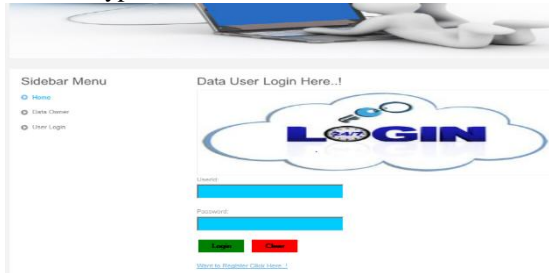 Sidebar Menu
Home
Data Owner
User Login
Data User Login Here..!
LOGIN
24/7
Userid
Password
Login
Clear
Want to Register Click Here..!